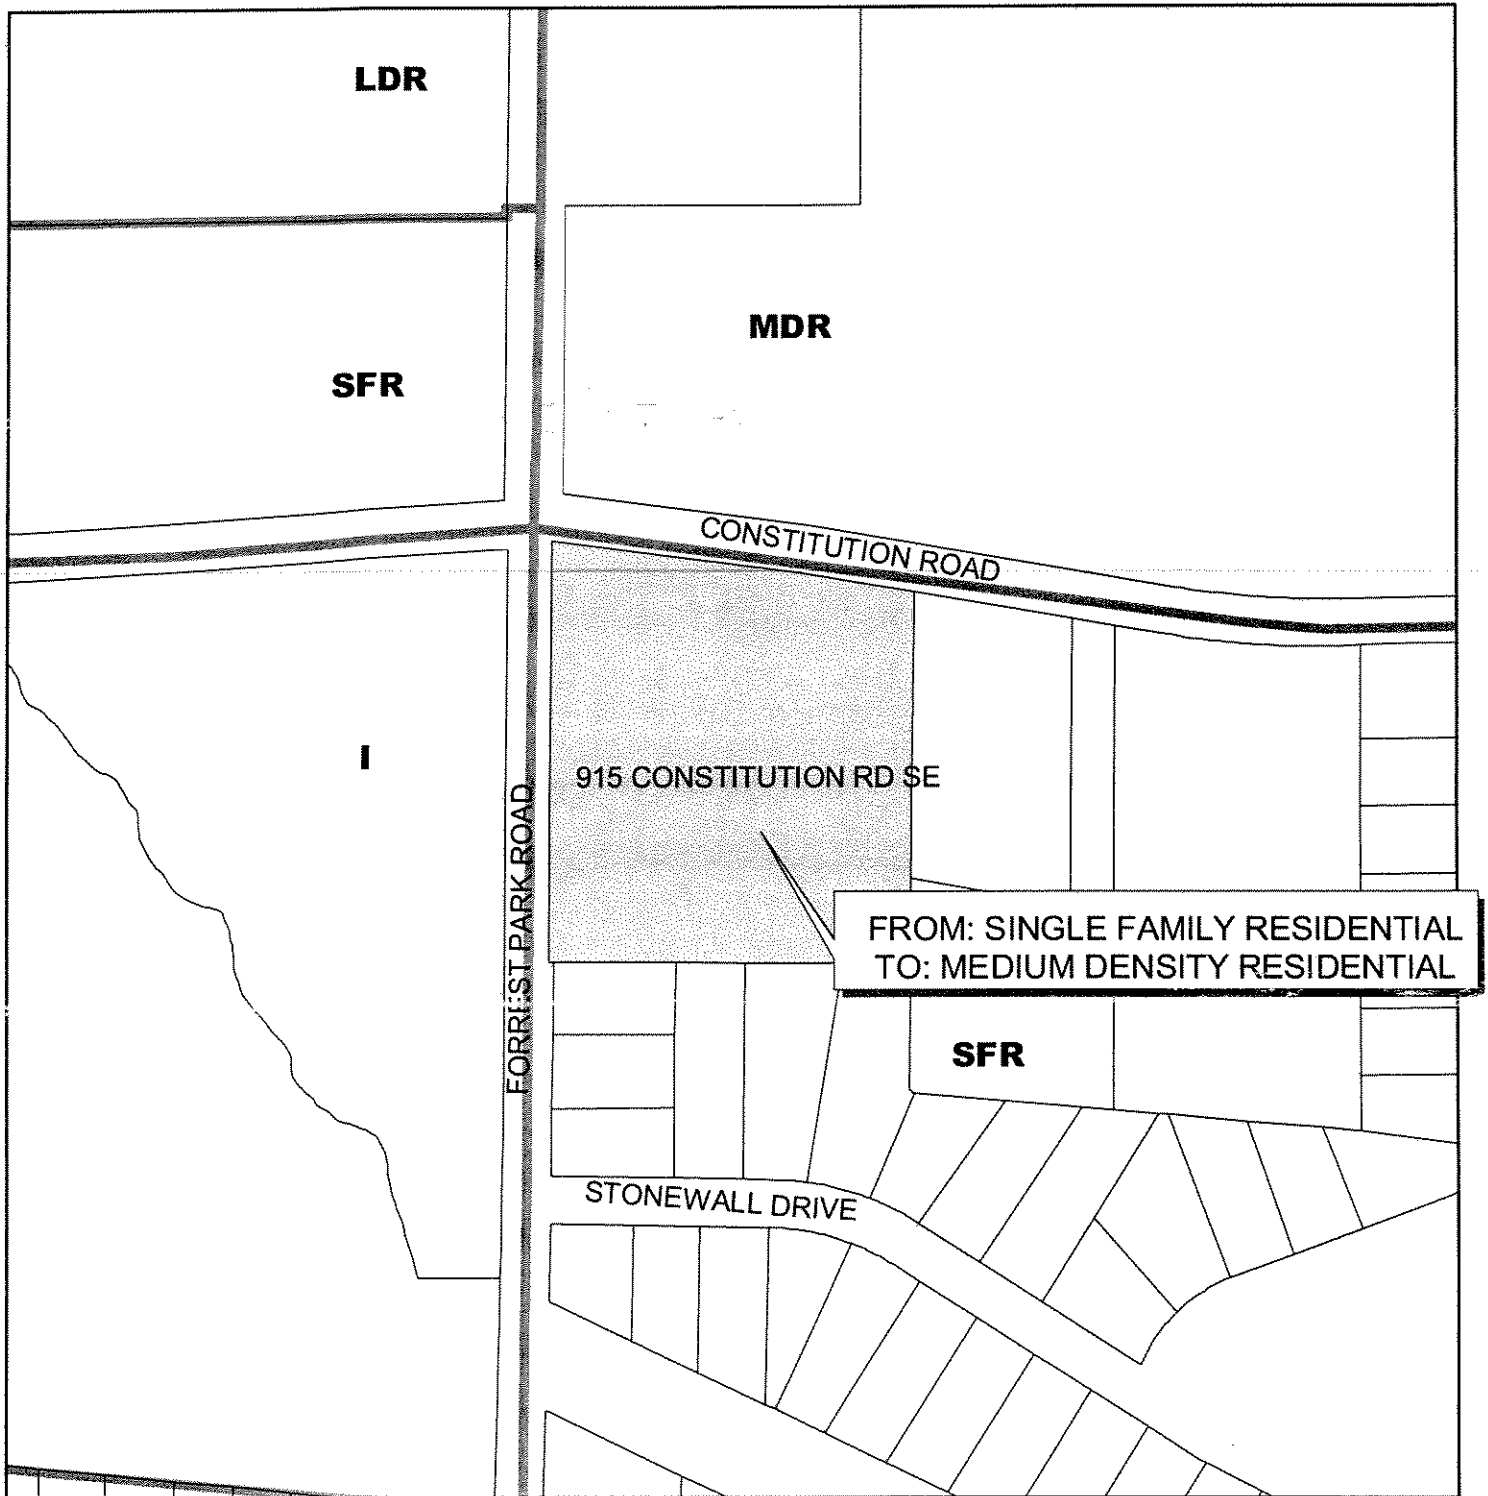 LDR
MDR
SFR
CONSTITUTION ROAD
I
915 CONSTITUTION RD SE
FORREST PARK ROAD
FROM: SINGLE FAMILY RESIDENTIAL
TO: MEDIUM DENSITY RESIDENTIAL
SFR
STONEWALL DRIVE